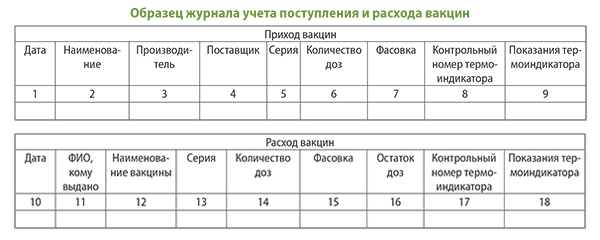 Образец журнала учета поступления и расхода вакцин
Приход вакцин
Дата Наименова- Производи- Поставщик Серия Количество Фасовка Контрольный Показания тер-
ние тель доз номер термо- моиндикатора
индикатора
1 2 3 4 5 6 7 8 9
Расход вакцин
Дата ФИО, Наименова- Серия Количество Фасовка Остаток Контрольный Показания тер-
кому ние вакцины доз доз номер термо- моиндикатора
выдано индикатора
10 11 12 13 14 15 16 17 18